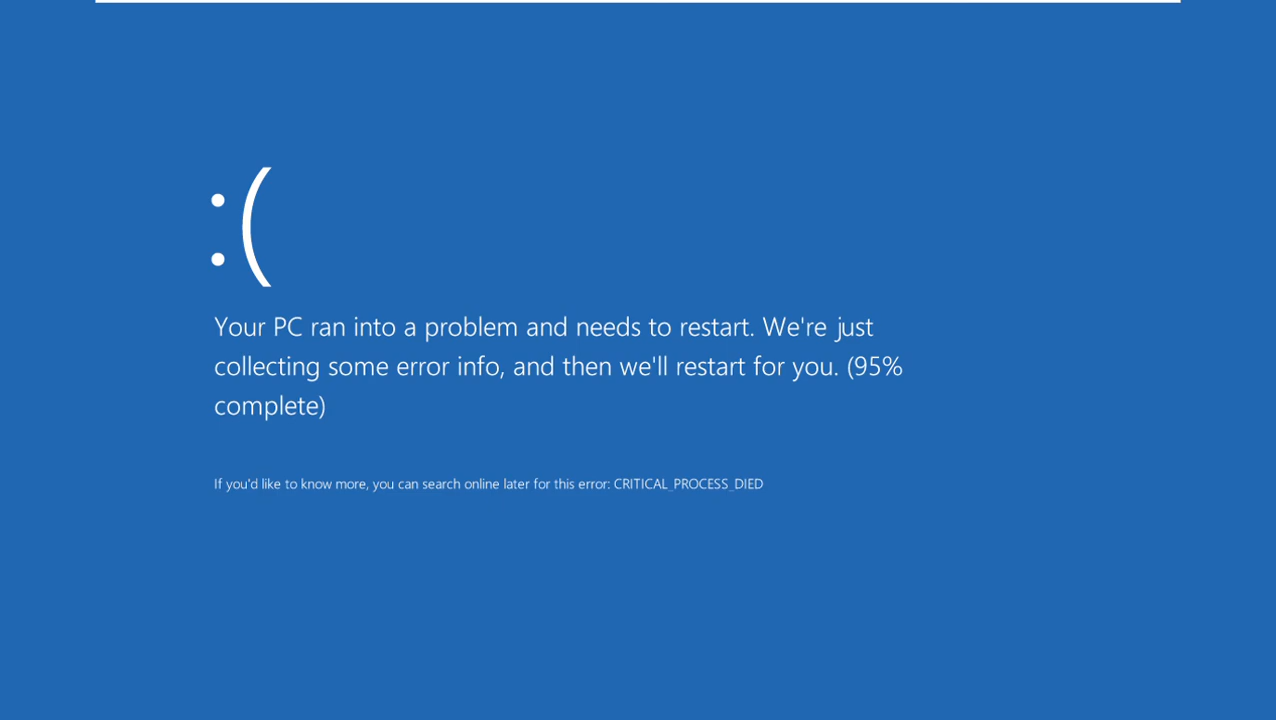 :(
Your PC ran into a problem and needs to restart. We're just
collecting some error info, and then we'll restart for you. (95%
complete)
If you'd like to know more, you can search online later for this error: CRITICAL_PROCESS_DIED